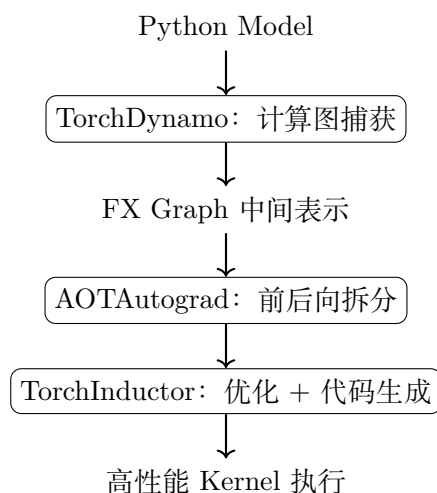 Python Model
TorchDynamo：计算图捕获
FX Graph 中间表示
AOTAutograd：前后向拆分
TorchInductor：优化 + 代码生成
高性能 Kernel 执行